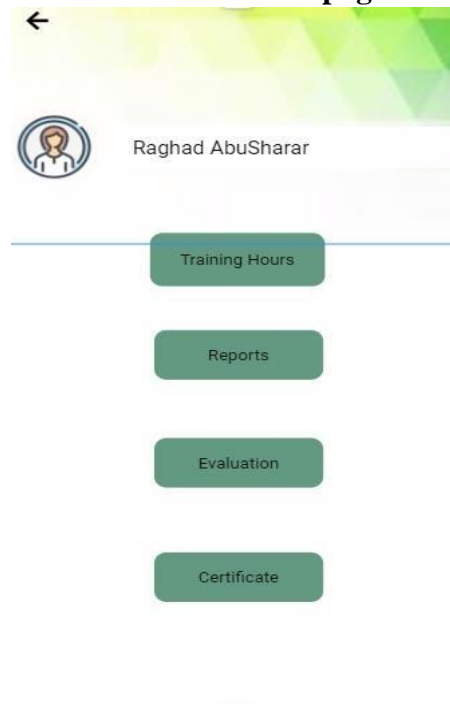 Raghad AbuSharar
Training Hours
Reports
Evaluation
Certificate